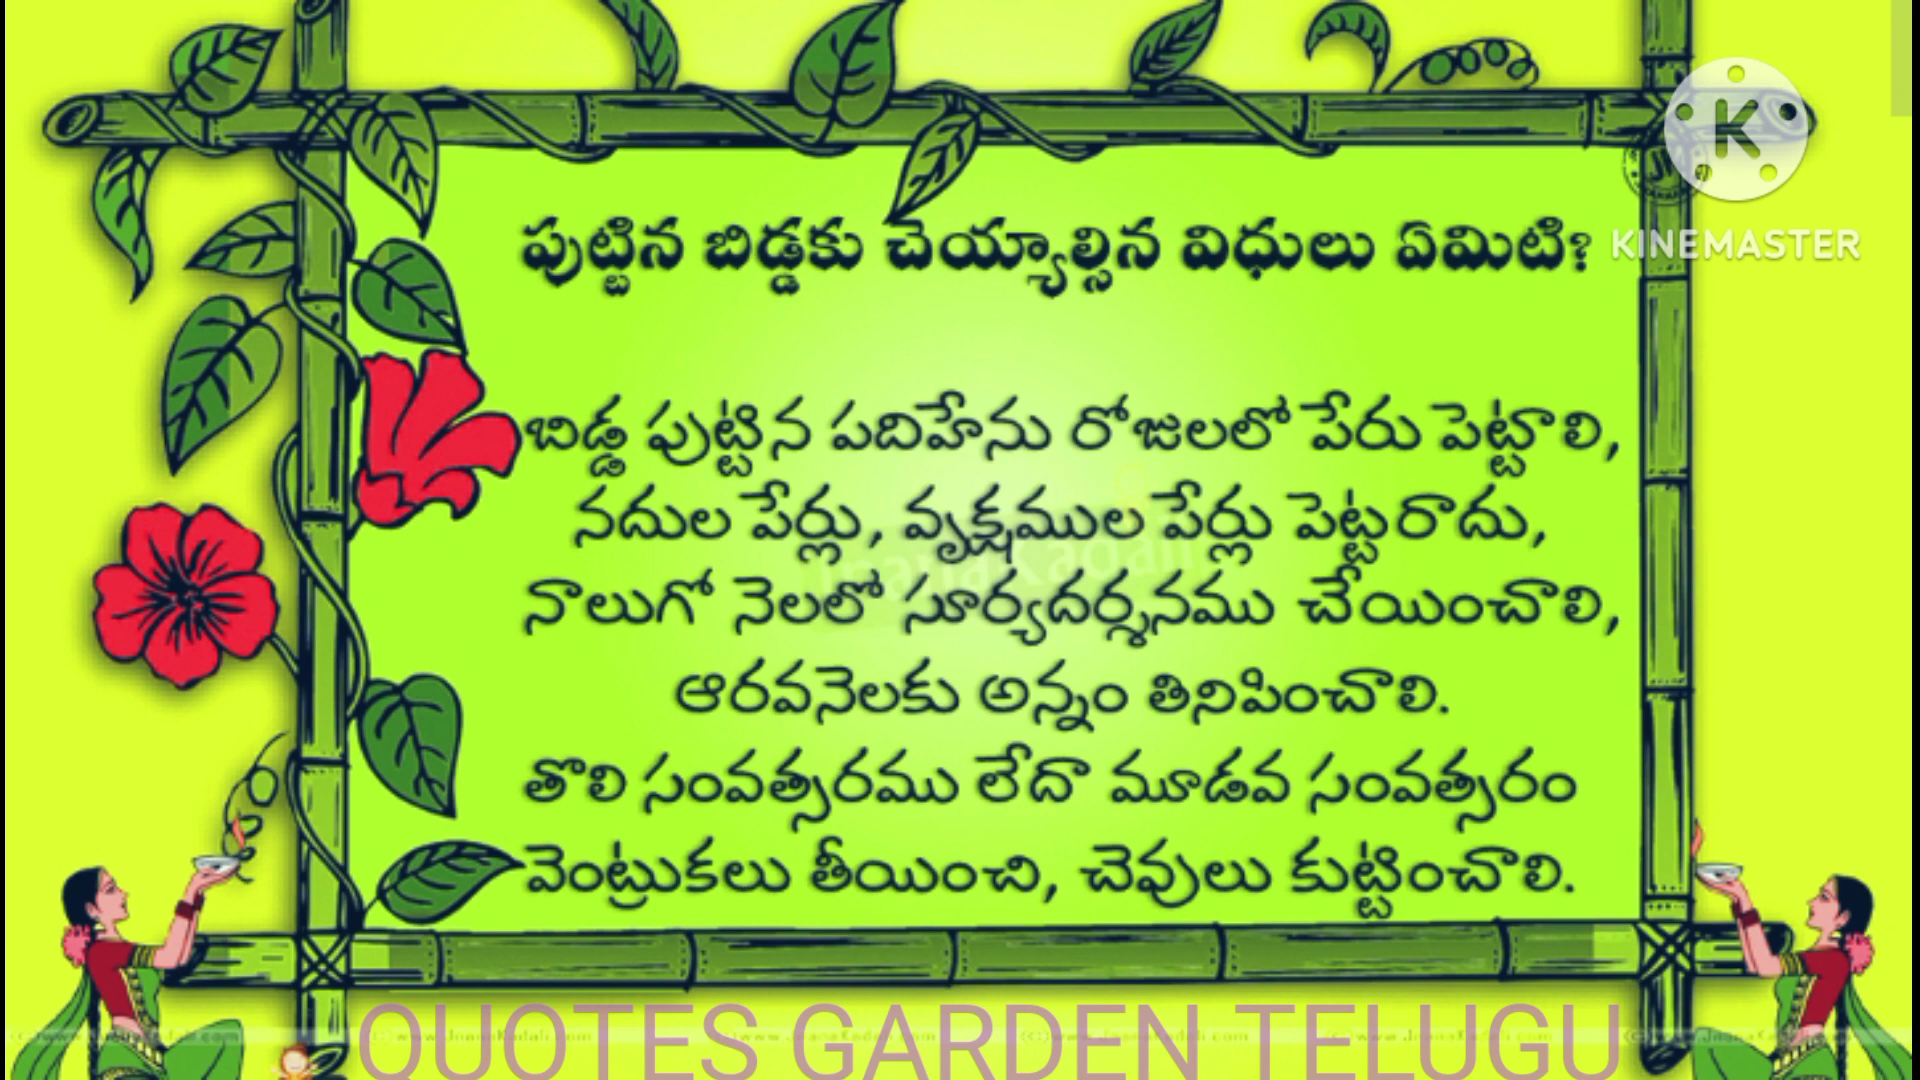 పుట్టిన బిడ్డకు చెయ్యాల్సిన విధులు ఏమిటి?
KINEMASTER
బిడ్డ పుట్టిన పదిహేను రోజులలో పేరు పెట్టాలి,
నదుల పేర్లు, వృక్షముల పేర్లు పెట్టరాదు,
నాలుగో నెలలో సూర్యదర్శనము చేయించాలి,
ఆరవనెలకు అన్నం తినిపించాలి.
తొలి సంవత్సరము లేదా మూడవ సంవత్సరం
వెంట్రుకలు తీయించి, చెవులు కుట్టించాలి.
JnanaKadali
QUOTES GARDEN TELUGU